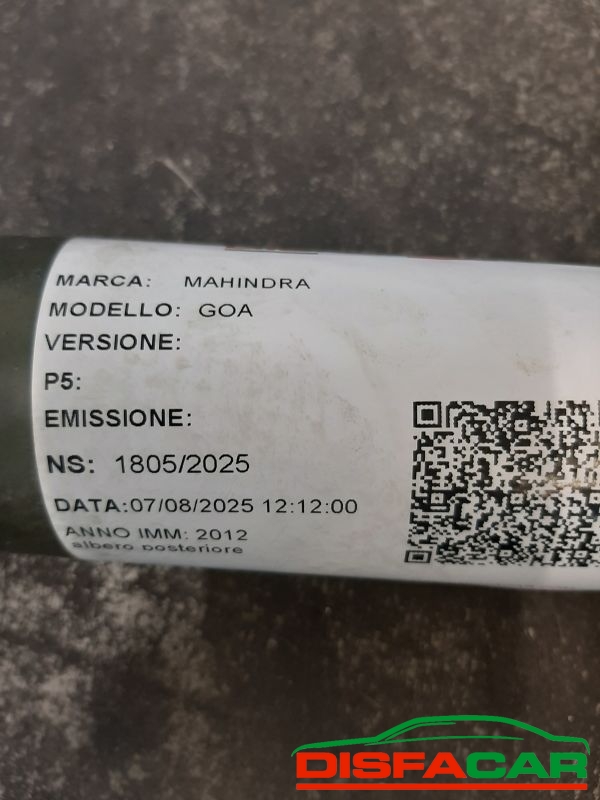 MARCA: MAHINDRA
MODELLO: GOA
VERSIONE:
P5:
EMISSIONE:
NS: 1805/2025
DATA:07/08/2025 12:12:00
ANNO IMM: 2012
albero posteriore
DISFACAR